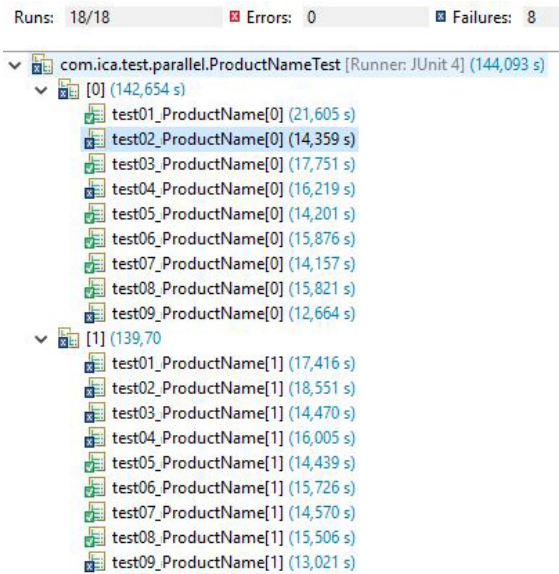 Runs: 18/18 Errors: 0 Failures: 8
com.ica.test.parallel.ProductNameTest [Runner: JUnit 4] (144,093 s)
[0] (142,654 s)
test01_ProductName[0] (21,605 s)
test02_ProductName[0] (14,359 s)
test03_ProductName[0] (17,751 s)
test04_ProductName[0] (16,219 s)
test05_ProductName[0] (14,201 s)
test06_ProductName[0] (15,876 s)
test07_ProductName[0] (14,157 s)
test08_ProductName[0] (15,821 s)
test09_ProductName[0] (12,664 s)
[1] (139,70
test01_ProductName[1] (17,416 s)
test02_ProductName[1] (18,551 s)
test03_ProductName[1] (14,470 s)
test04_ProductName[1] (16,005 s)
test05_ProductName[1] (14,439 s)
test06_ProductName[1] (15,726 s)
test07_ProductName[1] (14,570 s)
test08_ProductName[1] (15,506 s)
test09_ProductName[1] (13,021 s)